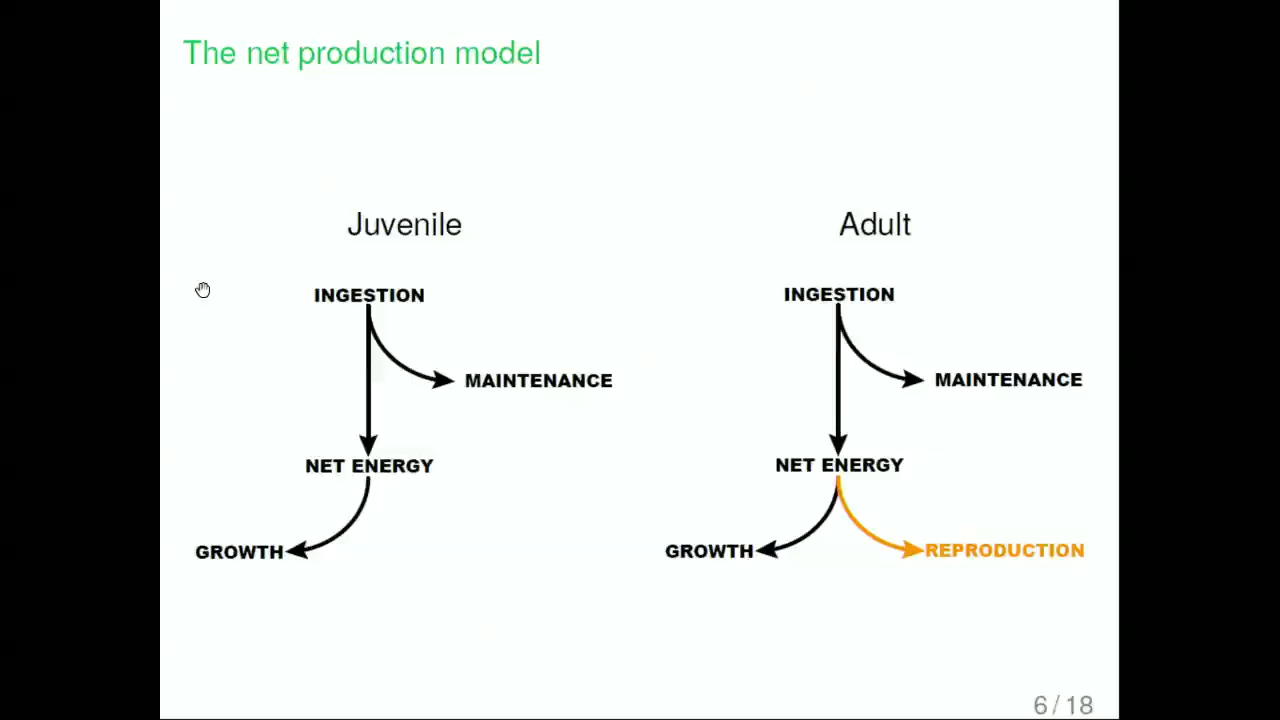 The net production model
Juvenile
INGESTION
MAINTENANCE
NET ENERGY
GROWTH
Adult
INGESTION
MAINTENANCE
NET ENERGY
GROWTH
REPRODUCTION
6 / 18